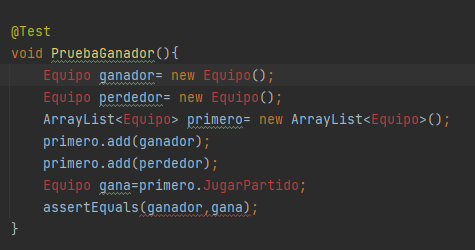 @Test
void PruebaGanador(){
Equipo ganador= new Equipo();
Equipo perdedor= new Equipo();
ArrayList<Equipo> primero= new ArrayList<Equipo>();
primero.add(ganador);
primero.add(perdedor);
Equipo gana=primero.JugarPartido;
assertEquals(ganador,gana);
}